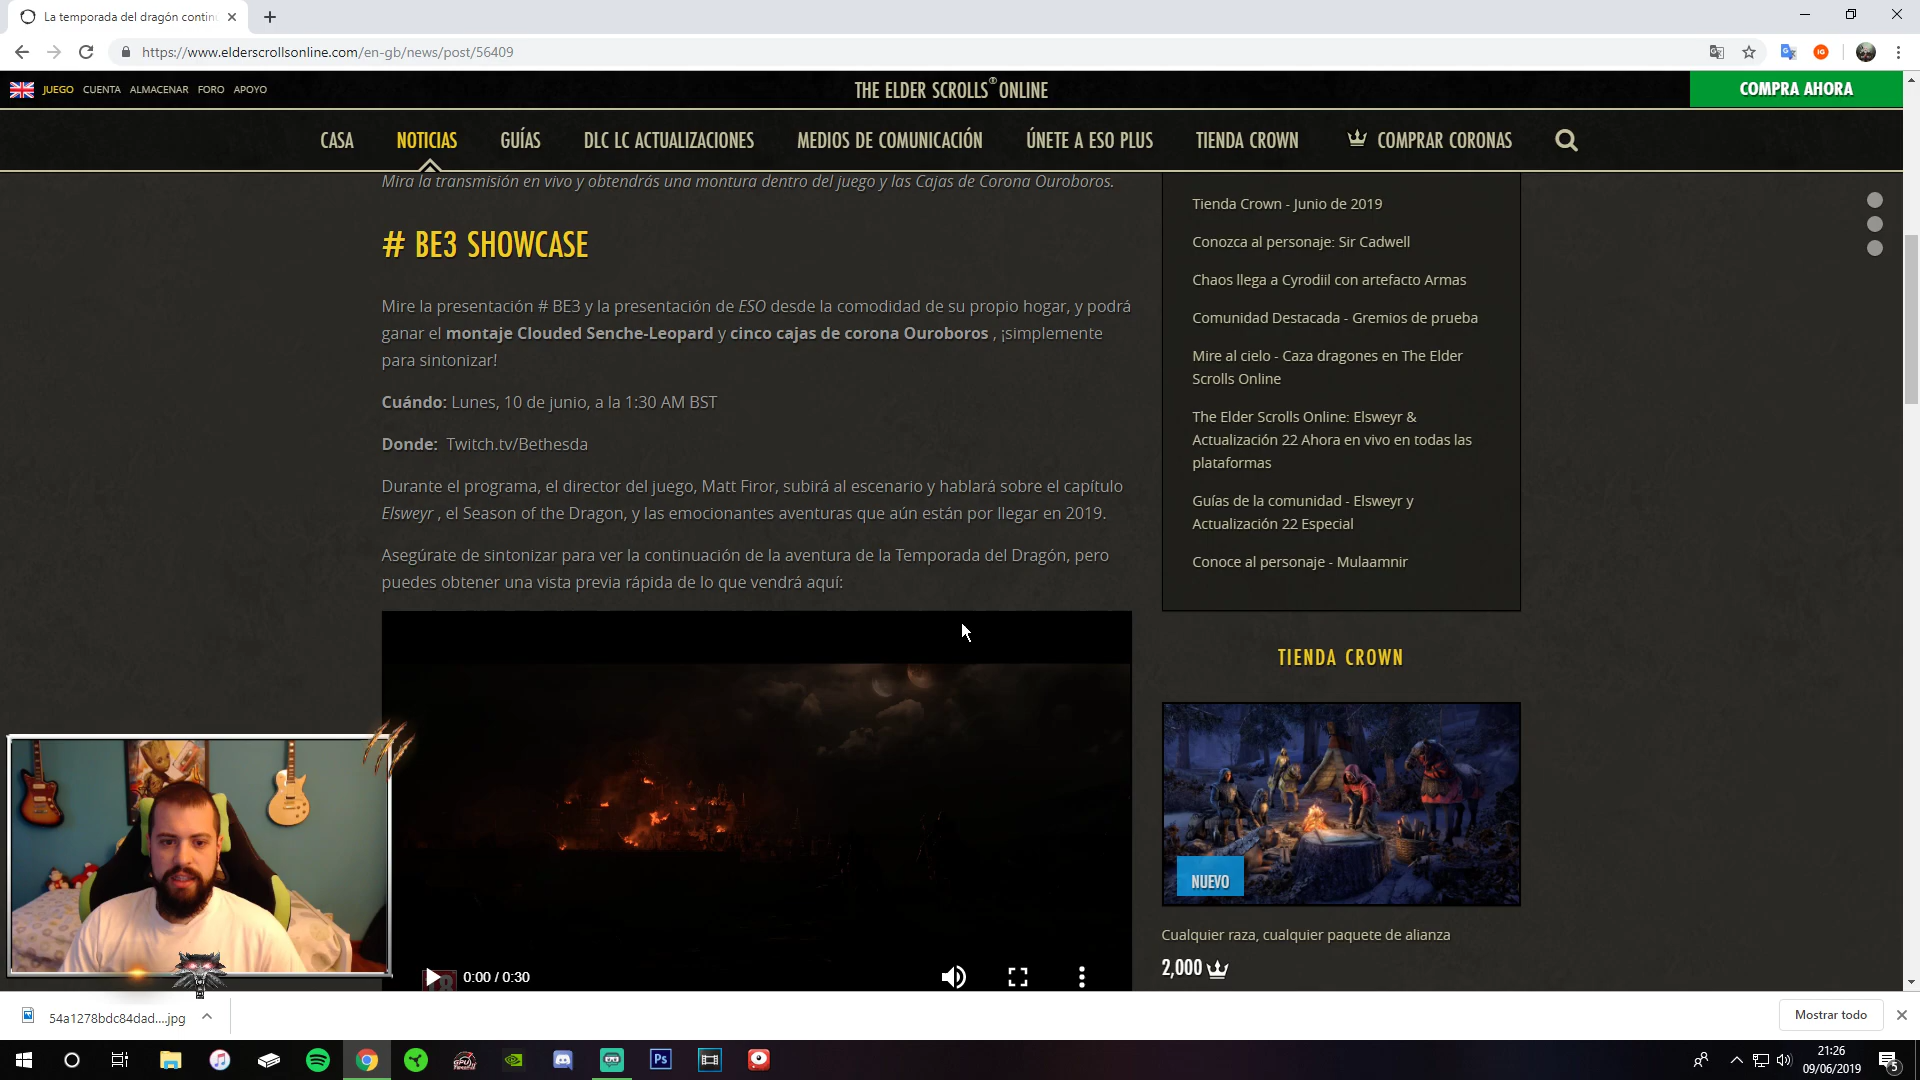 La temporada del dragón contin
https://www.elderscrollsonline.com/en-gb/news/post/56409
JUEGO CUENTA ALMACENAR FORO APOYO
THE ELDER SCROLLS® ONLINE
COMPRA AHORA
CASA NOTICIAS GUÍAS DLC LC ACTUALIZACIONES MEDIOS DE COMUNICACIÓN ÚNETE A ESO PLUS TIENDA CROWN COMPRAR CORONAS
Mira la transmisión en vivo y obtendrás una montura dentro del juego y las Cajas de Corona Ouroboros.
# BE3 SHOWCASE
Mire la presentación # BE3 y la presentación de ESO desde la comodidad de su propio hogar, y podrá
ganar el montaje Clouded Senche-Leopard y cinco cajas de corona Ouroboros , ¡simplemente
para sintonizar!
Cuándo: Lunes, 10 de junio, a la 1:30 AM BST
Donde: Twitch.tv/Bethesda
Durante el programa, el director del juego, Matt Firor, subirá al escenario y hablará sobre el capítulo
Elsweyr , el Season of the Dragon, y las emocionantes aventuras que aún están por llegar en 2019.
Asegúrate de sintonizar para ver la continuación de la aventura de la Temporada del Dragón, pero
puedes obtener una vista previa rápida de lo que vendrá aquí:
0:00 / 0:30
Tienda Crown - Junio de 2019
Conozca al personaje: Sir Cadwell
Chaos llega a Cyrodiil con artefacto Armas
Comunidad Destacada - Gremios de prueba
Mire al cielo - Caza dragones en The Elder
Scrolls Online
The Elder Scrolls Online: Elsweyr &
Actualización 22 Ahora en vivo en todas las
plataformas
Guías de la comunidad - Elsweyr y
Actualización 22 Especial
Conoce al personaje - Mulaamnir
TIENDA CROWN
NUEVO
Cualquier raza, cualquier paquete de alianza
2,000
54a1278bdc84dad....jpg
Mostrar todo
Ps
21:26
09/06/2019
5